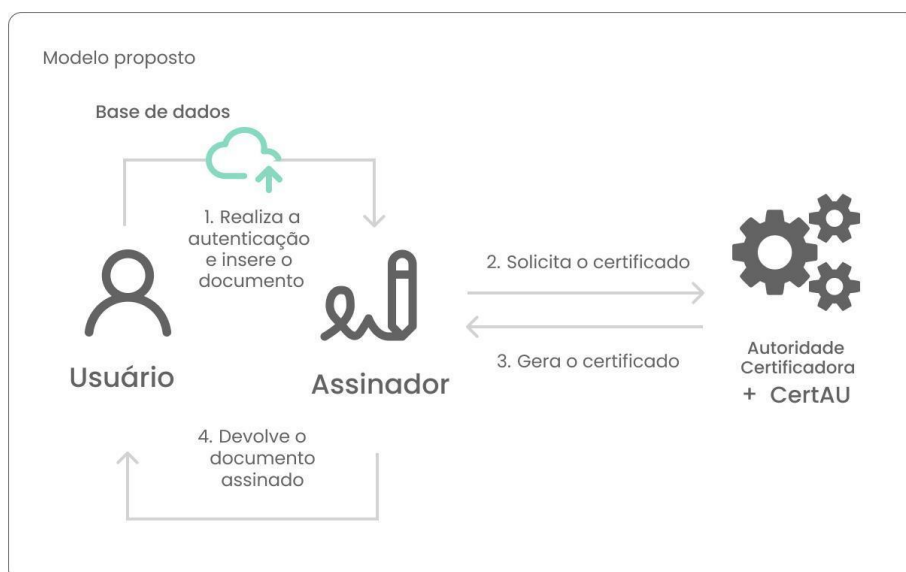 Modelo proposto
Base de dados
1. Realiza a
autenticação
e insere o
documento
Usuário
Assinador
2. Solicita o certificado
3. Gera o certificado
Autoridade
Certificadora
+ CertAU
4. Devolve o
documento
assinado